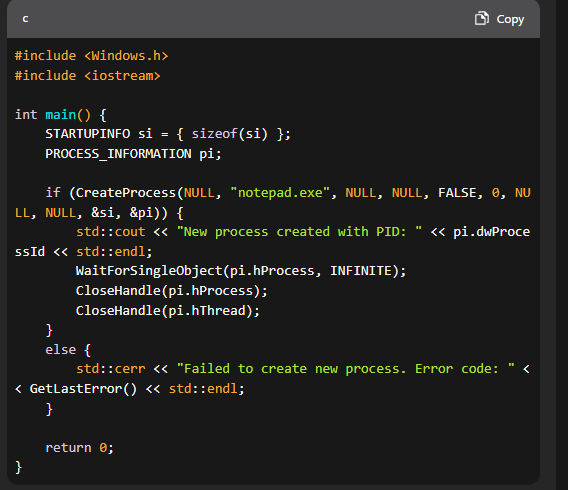 c
Copy
#include <Windows.h>
#include <iostream>
int main() {
    STARTUPINFO si = { sizeof(si) };
    PROCESS_INFORMATION pi;
    if (CreateProcess(NULL, "notepad.exe", NULL, NULL, FALSE, 0, NU
LL, NULL, &si, &pi)) {
        std::cout << "New process created with PID: " << pi.dwProce
ssId << std::endl;
        WaitForSingleObject(pi.hProcess, INFINITE);
        CloseHandle(pi.hProcess);
        CloseHandle(pi.hThread);
    }
    else {
        std::cerr << "Failed to create new process. Error code: " <
< GetLastError() << std::endl;
    }
    return 0;
}